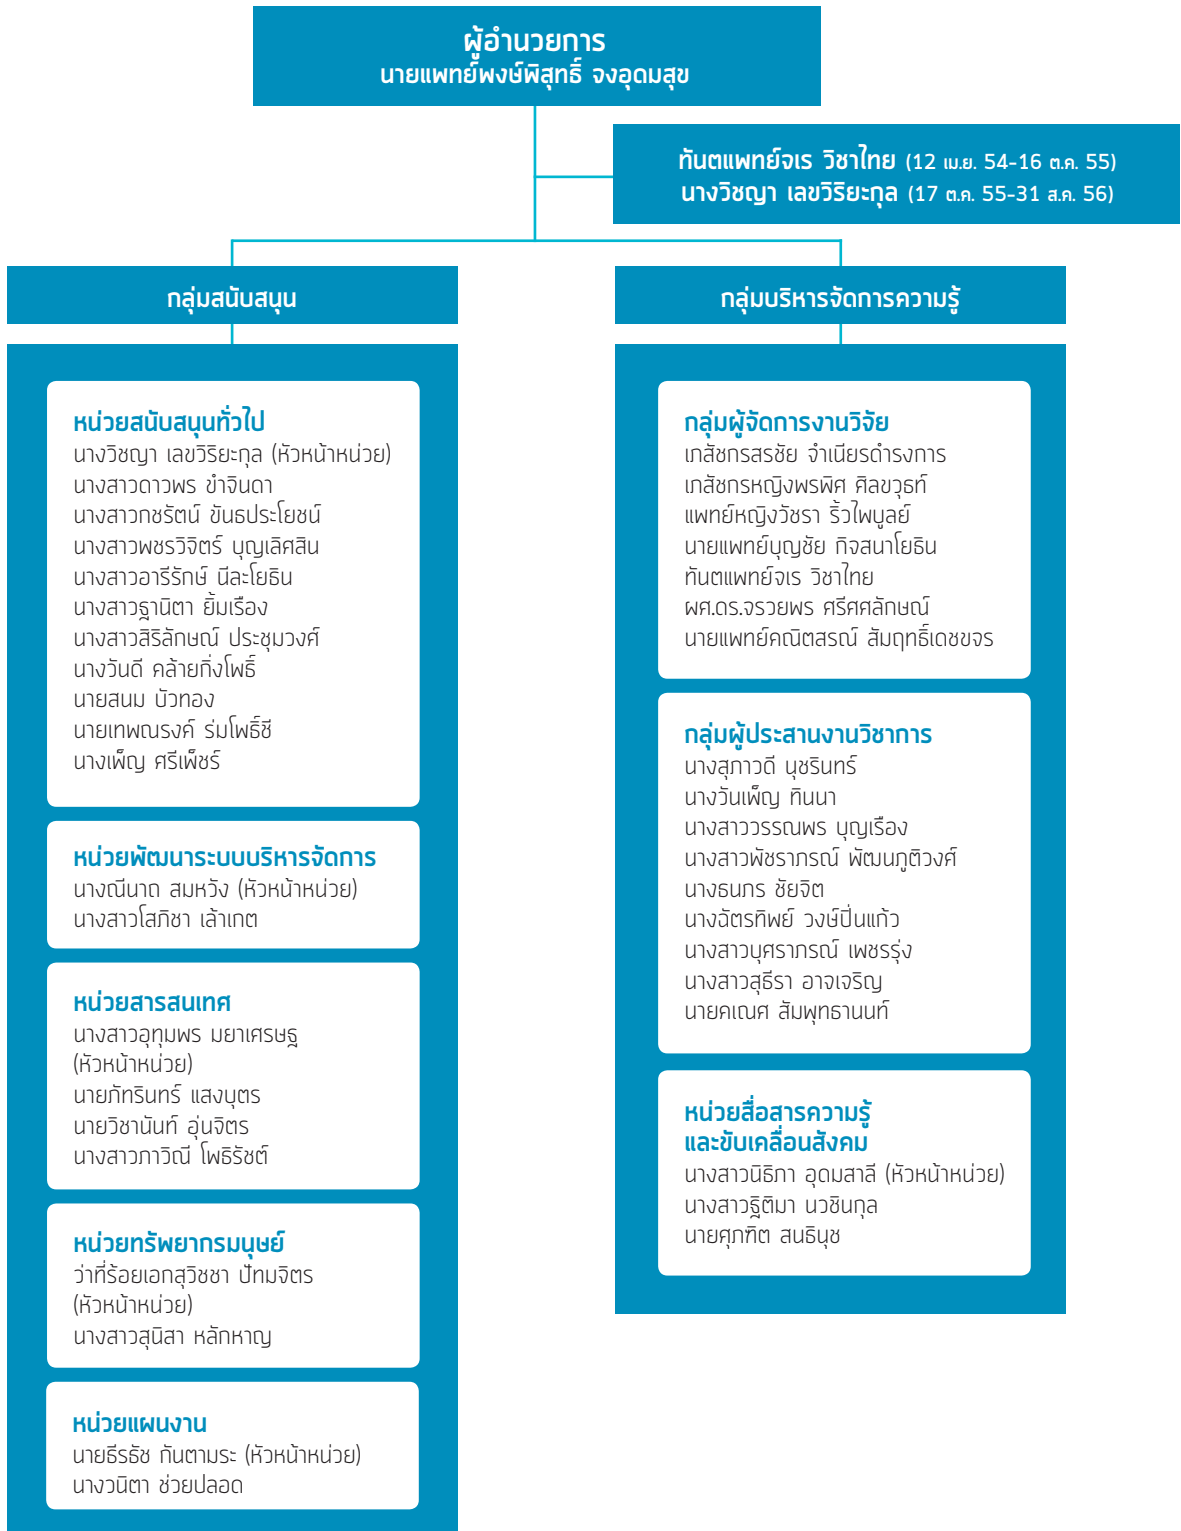 ผู้อำนวยการ
นายแพทย์พงษ์พิสุทธิ์ จงอุดมสุข
ทันตแพทย์จเร วิชาไทย (12 เม.ย. 54-16 ต.ค. 55)
นางวิชญา เลขวิริยะกุล (17 ต.ค. 55-31 ส.ค. 56)
กลุ่มสนับสนุน
หน่วยสนับสนุนทั่วไป
นางวิชญา เลขวิริยะกุล (หัวหน้าหน่วย)
นางสาวดาวพร ขำจินดา
นางสาวกชรัตน์ ขันธประโยชน์
นางสาวพชรวิจิตร์ บุญเลิศสิน
นางสาวอารีรักษ์ นีละโยธิน
นางสาวฐานิตา ยิ้มเรือง
นางสาวสิริลักษณ์ ประชุมวงศ์
นางวันดี คล้ายกิ่งโพธิ์
นายสนม บัวทอง
นายเทพณรงค์ ร่มโพธิ์ชี
นางเพ็ญ ศรีเพ็ชร์
หน่วยพัฒนาระบบบริหารจัดการ
นางณีนาถ สมหวัง (หัวหน้าหน่วย)
นางสาวโสภิชา เล้าเกต
หน่วยสารสนเทศ
นางสาวอุทุมพร มยาเศรษฐ
(หัวหน้าหน่วย)
นายภัทรินทร์ แสงบุตร
นายวิชานันท์ อุ่นจิตร
นางสาวภาวิณี โพธิรัชต์
หน่วยทรัพยากรมนุษย์
ว่าที่ร้อยเอกสุวิชชา ปัทมจิตร
(หัวหน้าหน่วย)
นางสาวสุนิสา หลักหาญ
หน่วยแผนงาน
นายธีรธัช กันตามระ (หัวหน้าหน่วย)
นางวนิตา ช่วยปลอด
กลุ่มบริหารจัดการความรู้
กลุ่มผู้จัดการงานวิจัย
เภสัชกรสรชัย จำเนียรดำรงการ
เภสัชกรหญิงพรพิศ ศิลขวุธท์
แพทย์หญิงวัชรา ริ้วไพบูลย์
นายแพทย์บุญชัย กิจสนาโยธิน
ทันตแพทย์จเร วิชาไทย
ผศ.ดร.จรวยพร ศรีศศลักษณ์
นายแพทย์คณิตสรณ์ สัมฤทธิ์เดชขจร
กลุ่มผู้ประสานงานวิชาการ
นางสุภาวดี นุชรินทร์
นางวันเพ็ญ ทินนา
นางสาววรรณพร บุญเรือง
นางสาวพัชราภรณ์ พัฒนภูติวงศ์
นางธนภร ชัยจิต
นางฉัตรทิพย์ วงษ์ปิ่นแก้ว
นางสาวบุศราภรณ์ เพชรรุ่ง
นางสาวสุธีรา อาจเจริญ
นายคเณศ สัมพุทธานนท์
หน่วยสื่อสารความรู้
และขับเคลื่อนสังคม
นางสาวนิธิภา อุดมสาลี (หัวหน้าหน่วย)
นางสาวฐิติมา นวชินกุล
นายศุภฑิต สนธินุช